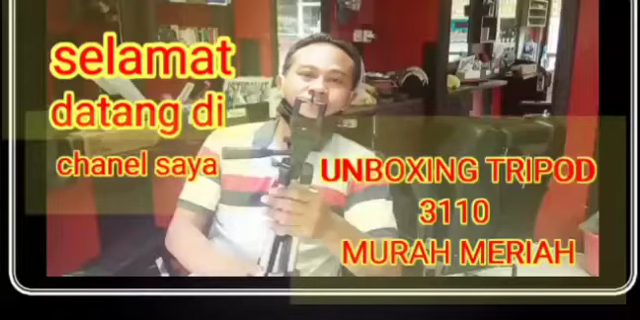 selamat
datang di
chanel saya
UNBOXING TRIPOD
3110
MURAH MERIAH